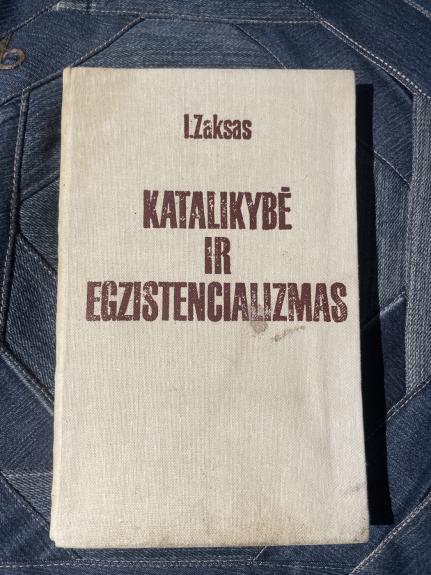 I.Zaksas
KATALIKYBĖ
IR
EGZISTENCIALIZMAS